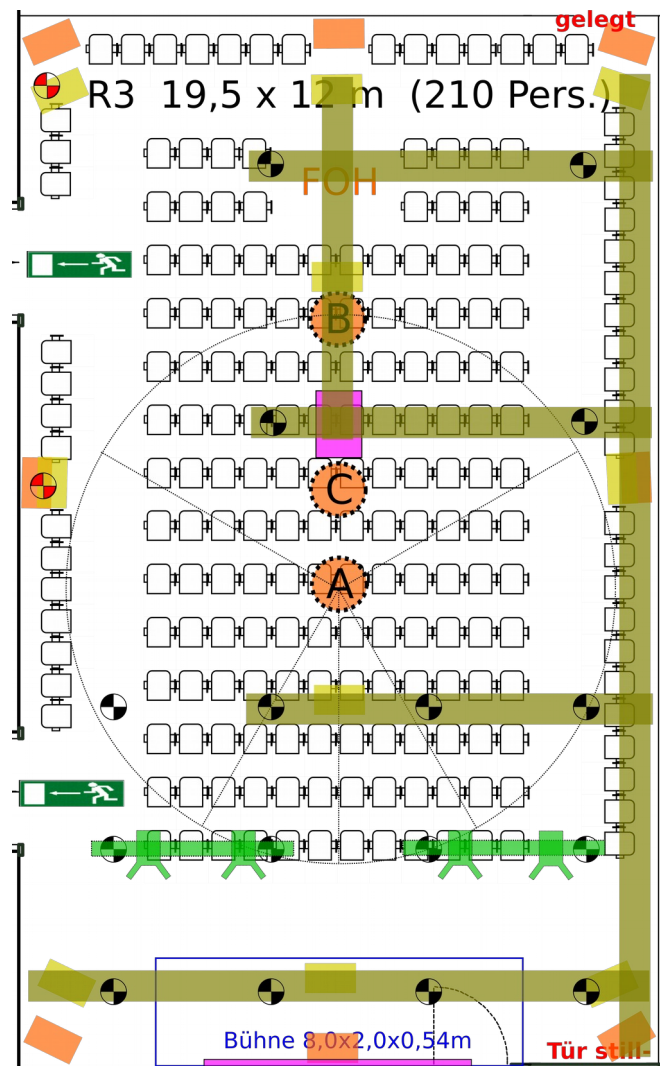 gelegt
R3 19,5 x 12 m (210 Pers.)
FOH
B
C
A
Bühne 8,0x2,0x0,54m
Tür still-